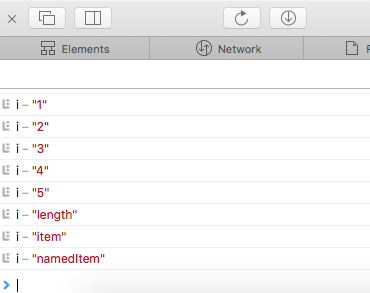 Elements Network
i – "1"
i – "2"
i – "3"
i – "4"
i – "5"
i – "length"
i – "item"
i – "namedItem"